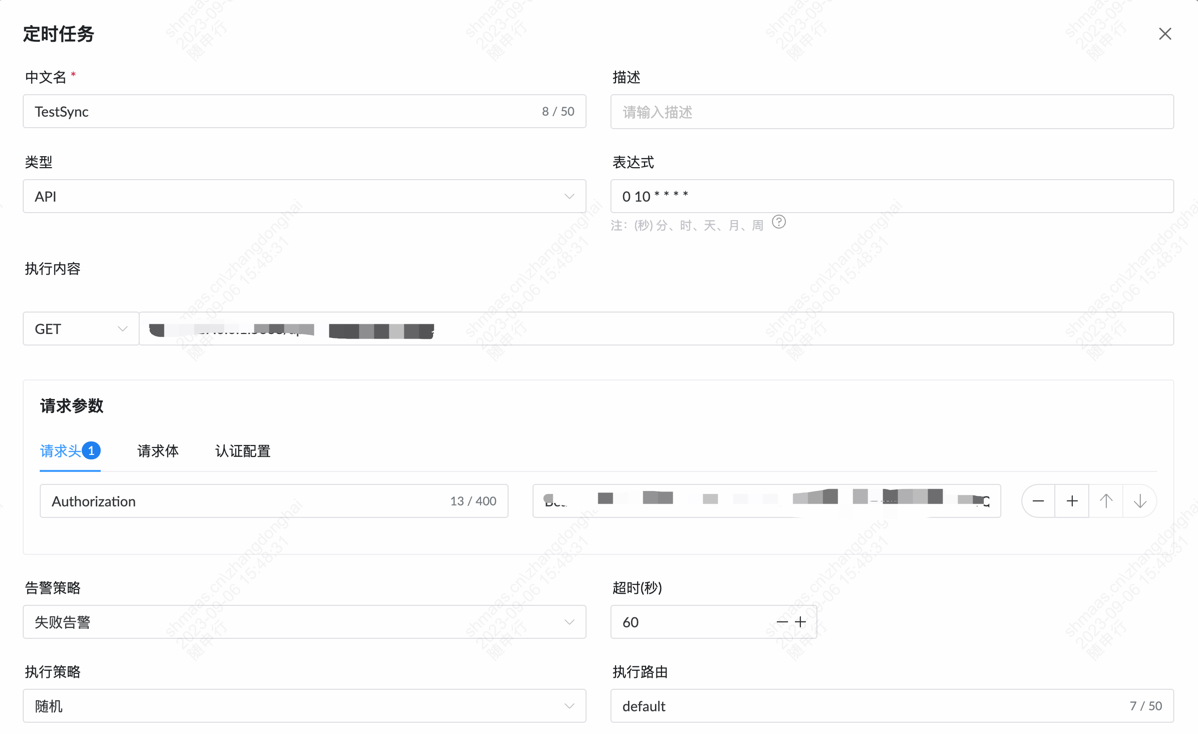 定时任务
中文名 *
描述
TestSync
8 / 50
请输入描述
类型
表达式
API
0 10 * * * *
注: (秒) 分、时、天、月、周
执行内容
GET
请求参数
请求头 1
请求体
认证配置
Authorization
13 / 400
告警策略
超时(秒)
失败告警
60
执行策略
执行路由
随机
default
7 / 50
shmaas.cn\zhangdonghai
2023-09-06 15:48:31
随申行